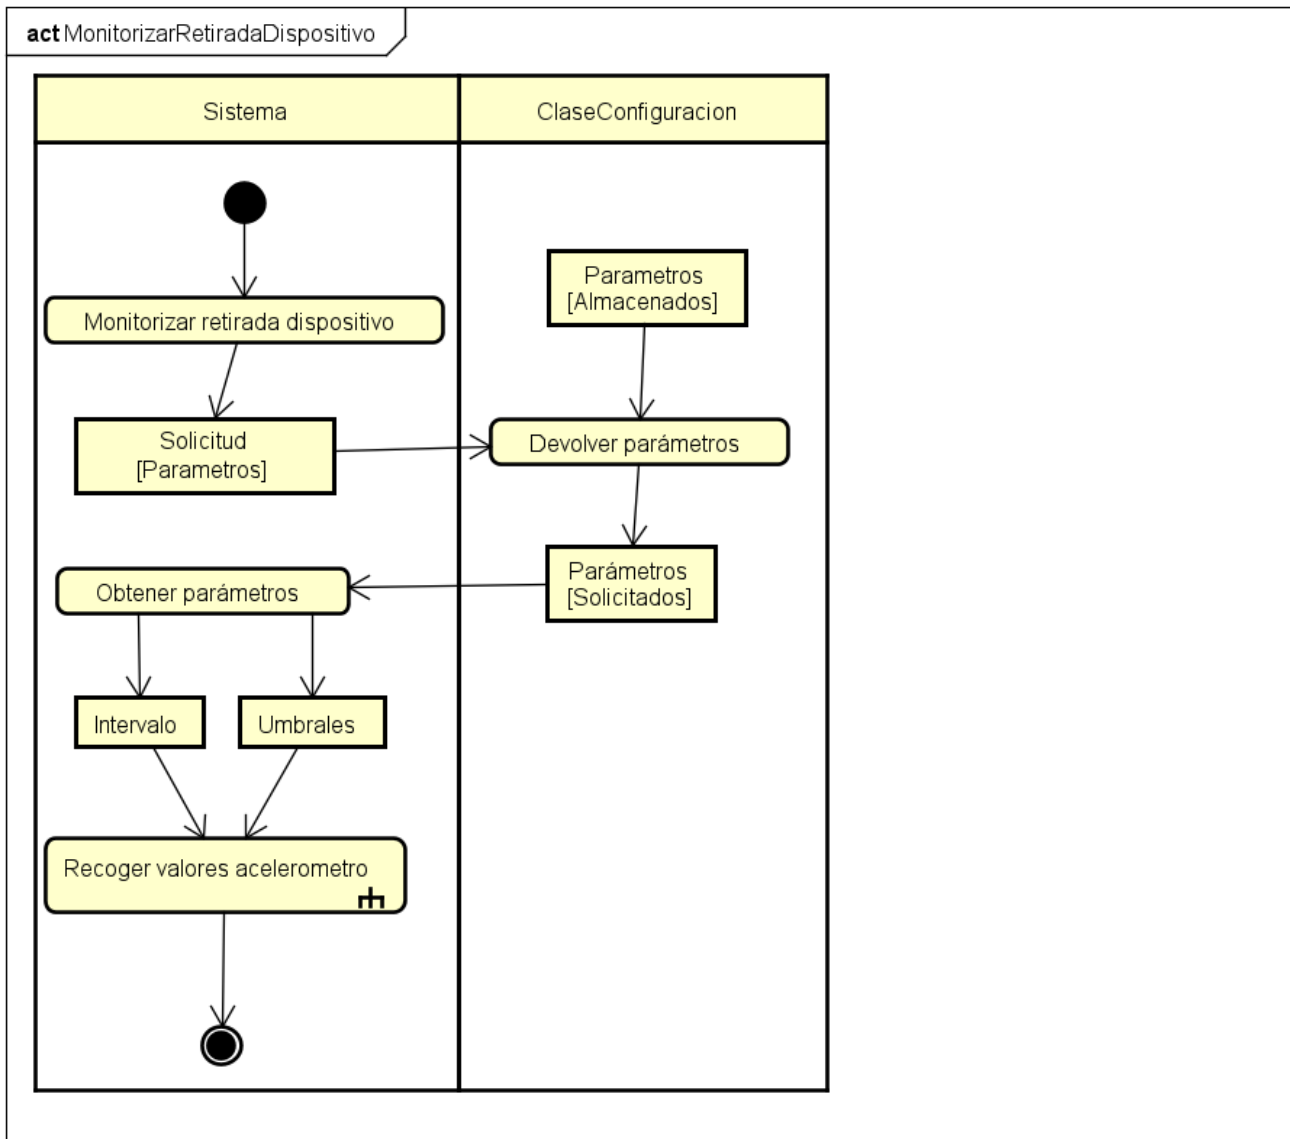 act MonitorizarRetiradaDispositivo
Sistema
ClaseConfiguracion
Parametros
[Almacenados]
Monitorizar retirada dispositivo
Solicitud
[Parametros]
Devolver parámetros
Parámetros
[Solicitados]
Obtener parámetros
Intervalo
Umbrales
Recoger valores acelerometro